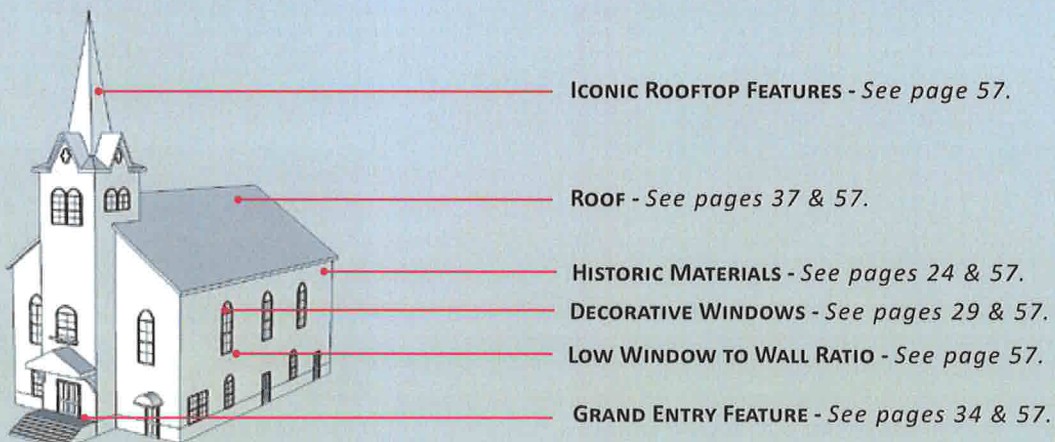 ICONIC ROOFTOP FEATURES - See page 57.
ROOF - See pages 37 & 57.
HISTORIC MATERIALS - See pages 24 & 57.
DECORATIVE WINDOWS - See pages 29 & 57.
LOW WINDOW TO WALL RATIO - See page 57.
GRAND ENTRY FEATURE - See pages 34 & 57.